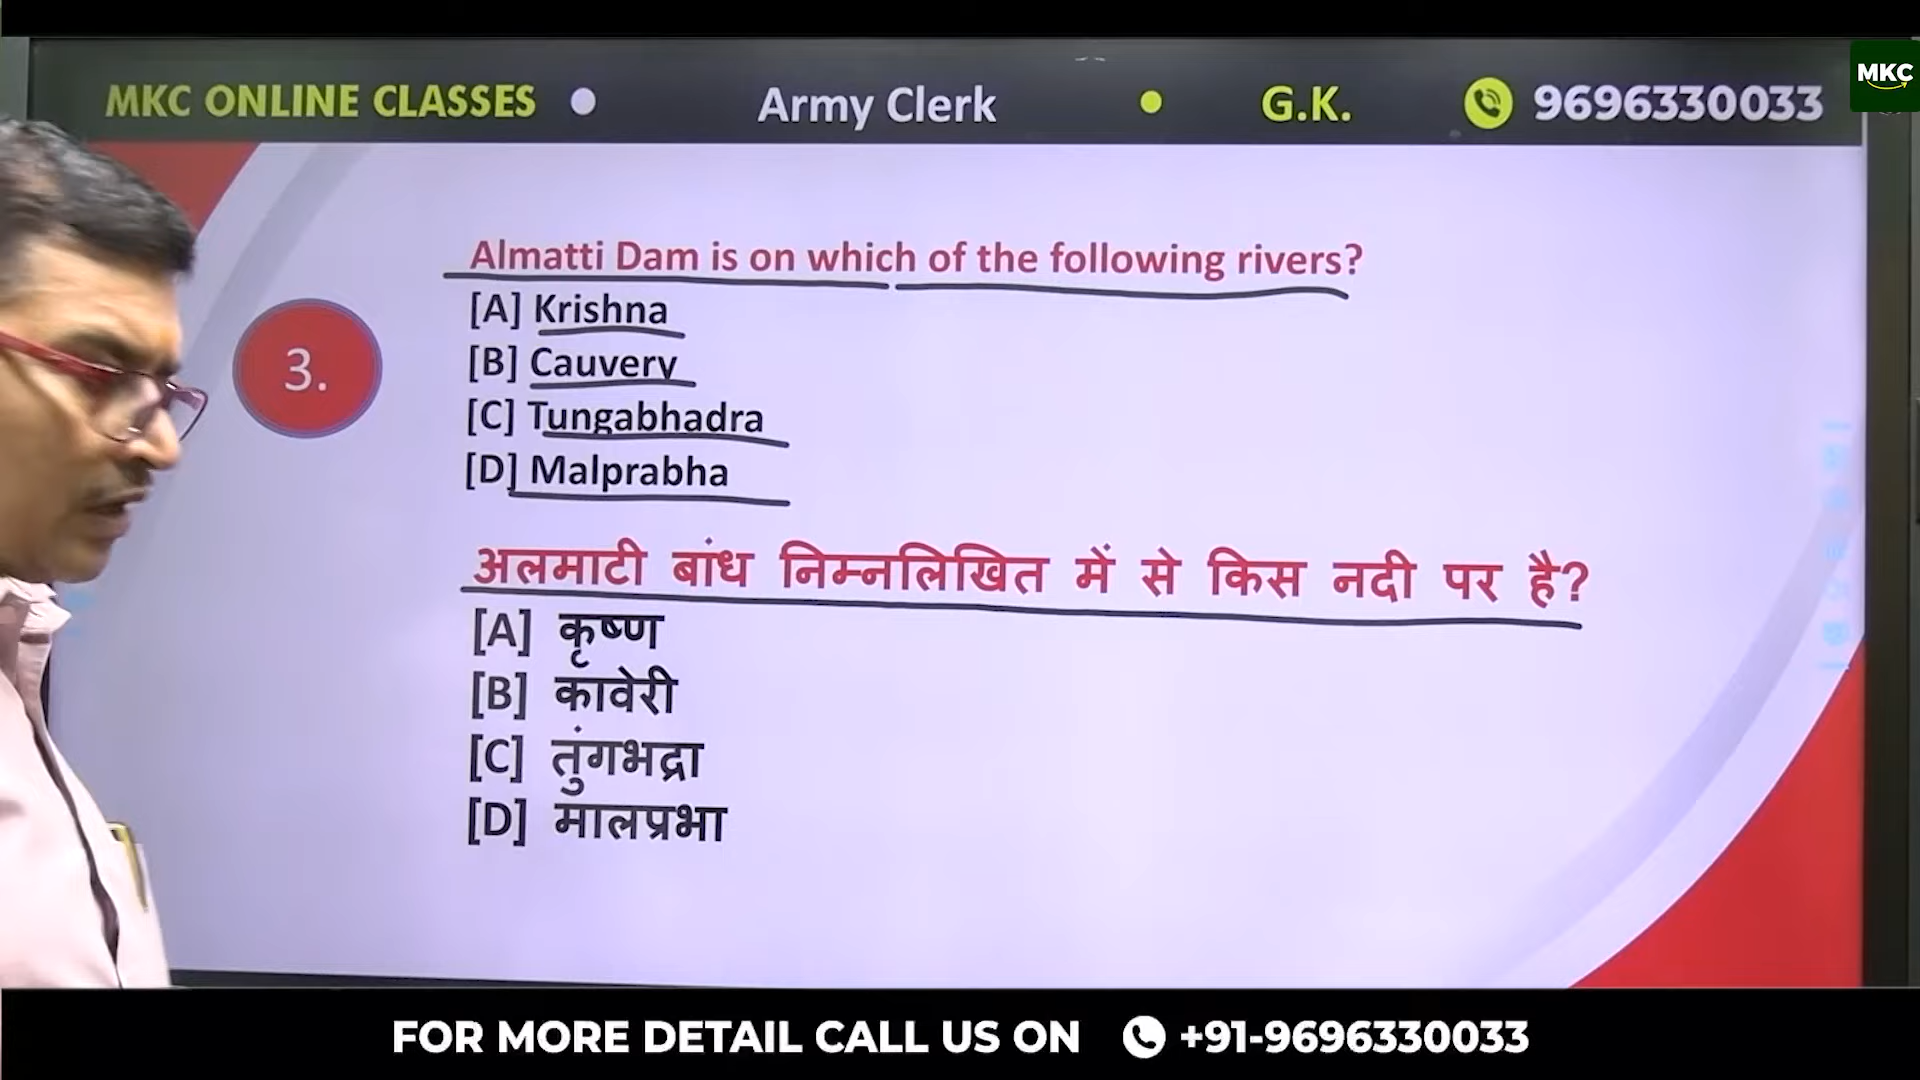 MKC ONLINE CLASSES ● Army Clerk ● G.K. 9696330033
MKC
Almatti Dam is on which of the following rivers?
3.
[A] Krishna
[B] Cauvery
[C] Tungabhadra
[D] Malprabha
अलमाटी बांध निम्नलिखित में से किस नदी पर है?
[A] कृष्ण
[B] कावेरी
[C] तुंगभद्रा
[D] मालप्रभा
FOR MORE DETAIL CALL US ON +91-9696330033